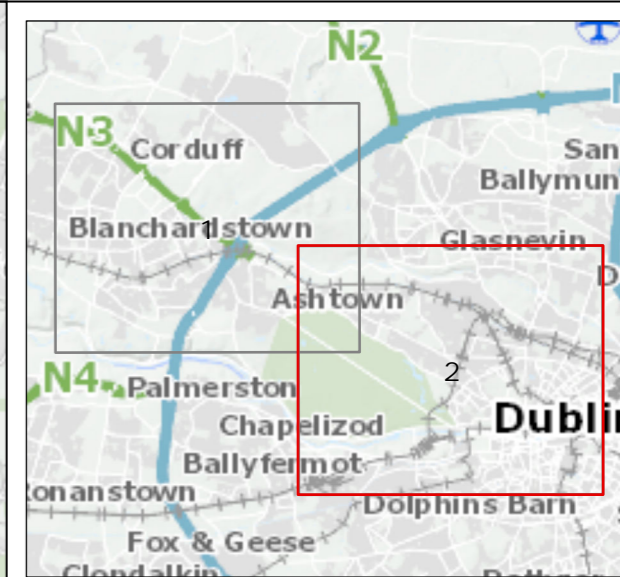 N2
N3
Corduff
San
Ballymun
Blanchardstown
1
Glasnevin
D
Ashtown
2
N4
Palmerston
Chapelizod
Dublin
Ballyfermot
Ronanstown
Dolphins Barn
Fox & Geese
Clondalkin